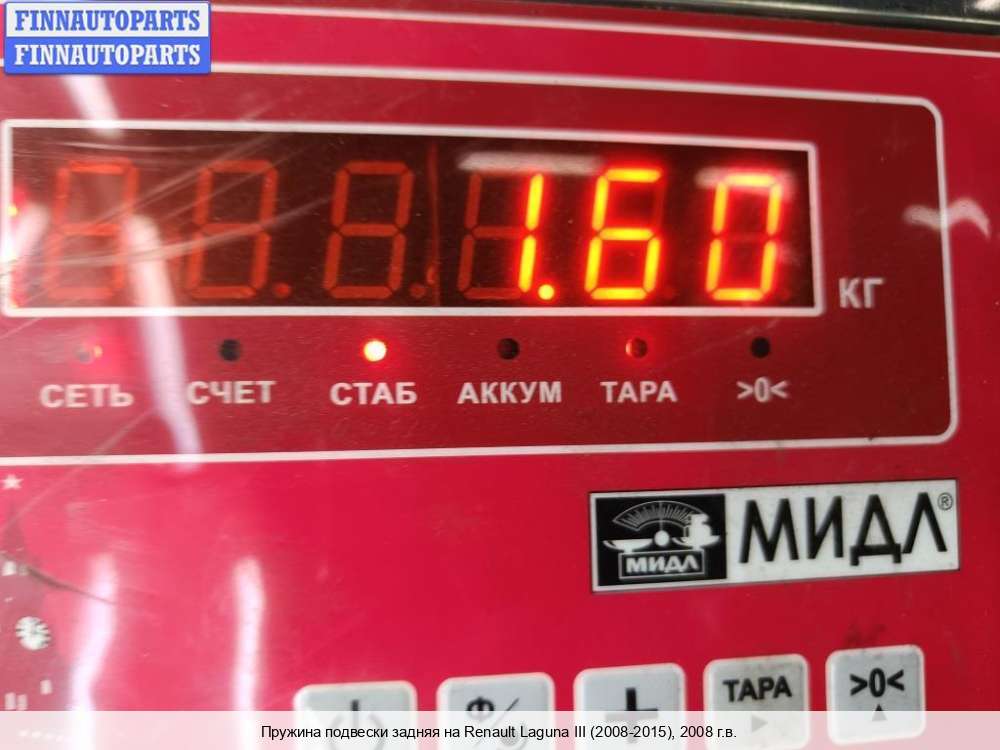 FINNAUTOPARTS
FINNAUTOPARTS
1.60 КГ
СЕТЬ СЧЕТ СТАБ АККУМ ТАРА >0<
МИДЛ МИДЛ®
Ф/ + ТАРА >0<
Пружина подвески задняя на Renault Laguna III (2008-2015), 2008 г.в.